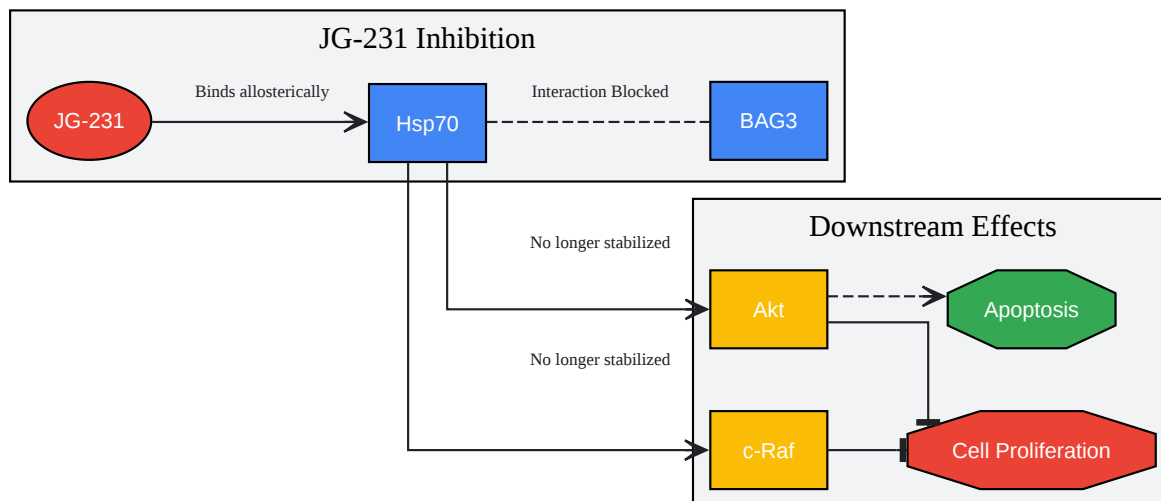 JG-231 Inhibition
JG-231
Binds allosterically
Hsp70
Interaction Blocked
BAG3
No longer stabilized
Downstream Effects
Akt
Apoptosis
No longer stabilized
c-Raf
Cell Proliferation